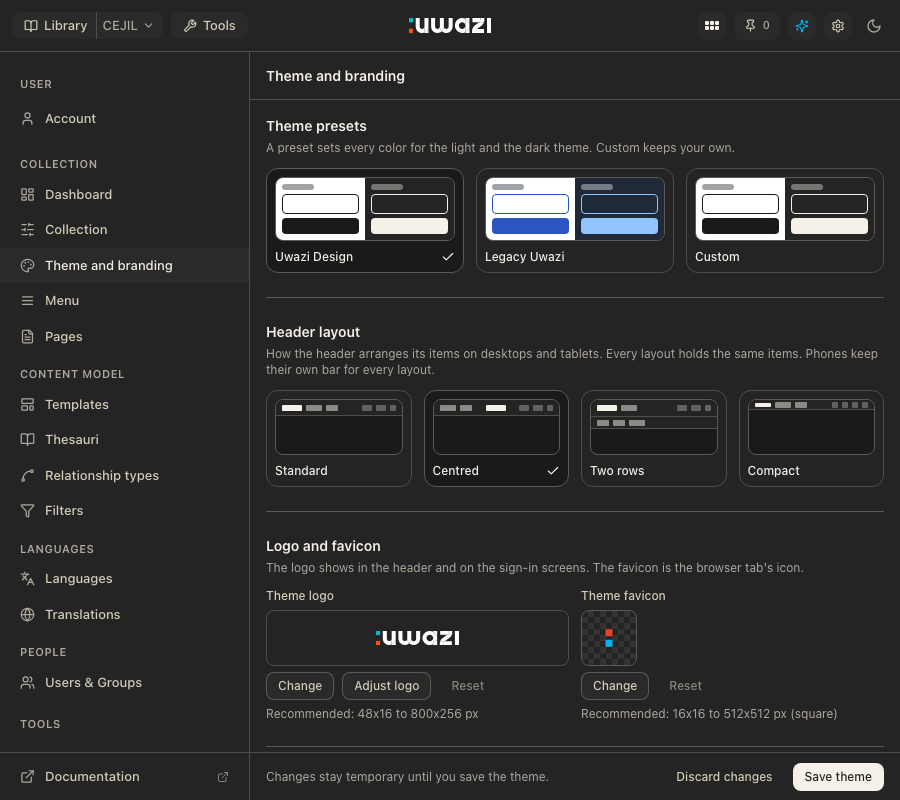 Library CEJIL Tools :uwazi 0
USER
Account
COLLECTION
Dashboard
Collection
Theme and branding
Menu
Pages
CONTENT MODEL
Templates
Thesauri
Relationship types
Filters
LANGUAGES
Languages
Translations
PEOPLE
Users & Groups
TOOLS
Documentation
Theme and branding
Theme presets
A preset sets every color for the light and the dark theme. Custom keeps your own.
Uwazi Design Legacy Uwazi Custom
Header layout
How the header arranges its items on desktops and tablets. Every layout holds the same items. Phones keep
their own bar for every layout.
Standard Centred Two rows Compact
Logo and favicon
The logo shows in the header and on the sign-in screens. The favicon is the browser tab's icon.
Theme logo Theme favicon
:uwazi
Change Adjust logo Reset Change Reset
Recommended: 48x16 to 800x256 px Recommended: 16x16 to 512x512 px (square)
Changes stay temporary until you save the theme. Discard changes Save theme